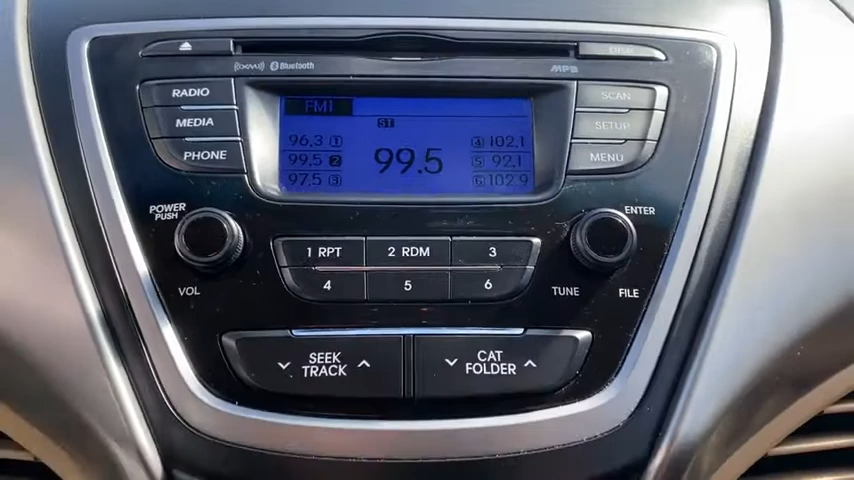 DISP
((XM)) Bluetooth
MP3
RADIO
MEDIA
PHONE
FM1
ST
96.3 1
99.5 2
97.5 3
99.5
4 102.1
5 92.1
6 102.9
SCAN
SETUP
MENU
POWER
PUSH
VOL
1 RPT 2 RDM 3
4 5 6
ENTER
TUNE
FILE
SEEK
TRACK
CAT
FOLDER